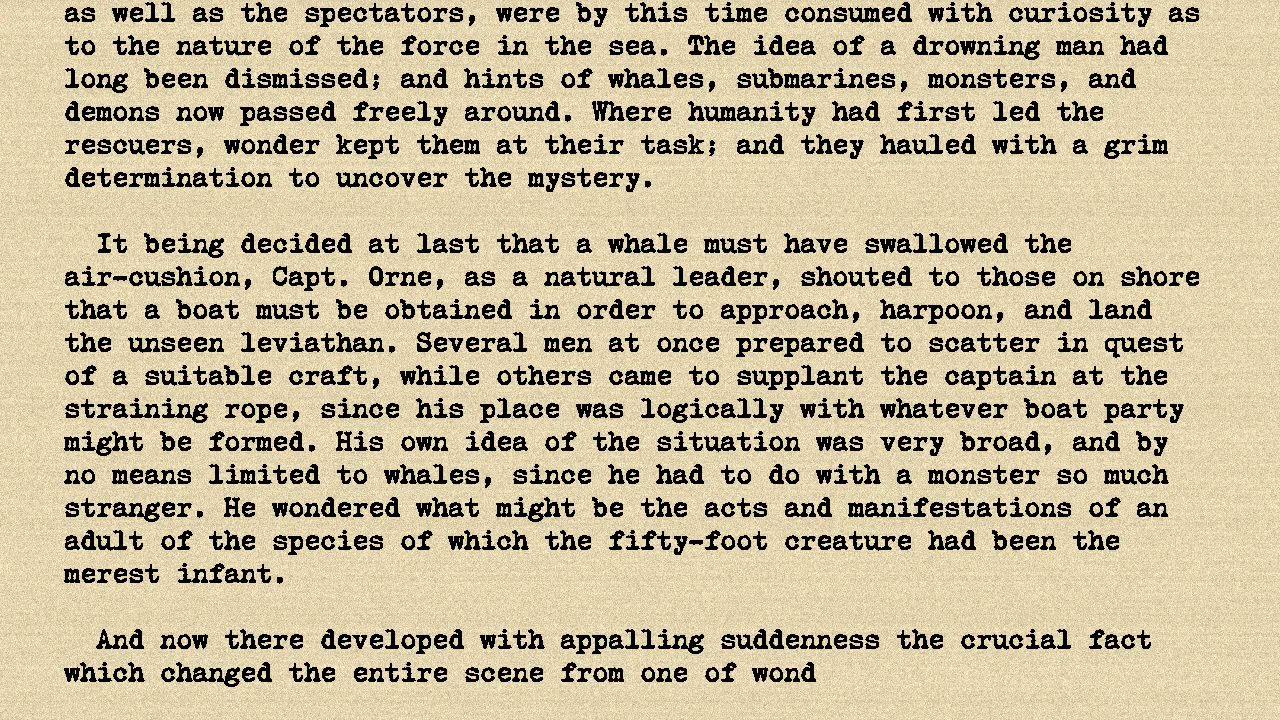 as well as the spectators, were by this time consumed with curiosity as
to the nature of the force in the sea. The idea of a drowning man had
long been dismissed; and hints of whales, submarines, monsters, and
demons now passed freely around. Where humanity had first led the
rescuers, wonder kept them at their task; and they hauled with a grim
determination to uncover the mystery.

It being decided at last that a whale must have swallowed the
air-cushion, Capt. Orne, as a natural leader, shouted to those on shore
that a boat must be obtained in order to approach, harpoon, and land
the unseen leviathan. Several men at once prepared to scatter in quest
of a suitable craft, while others came to supplant the captain at the
straining rope, since his place was logically with whatever boat party
might be formed. His own idea of the situation was very broad, and by
no means limited to whales, since he had to do with a monster so much
stranger. He wondered what might be the acts and manifestations of an
adult of the species of which the fifty-foot creature had been the
merest infant.

And now there developed with appalling suddenness the crucial fact
which changed the entire scene from one of wond